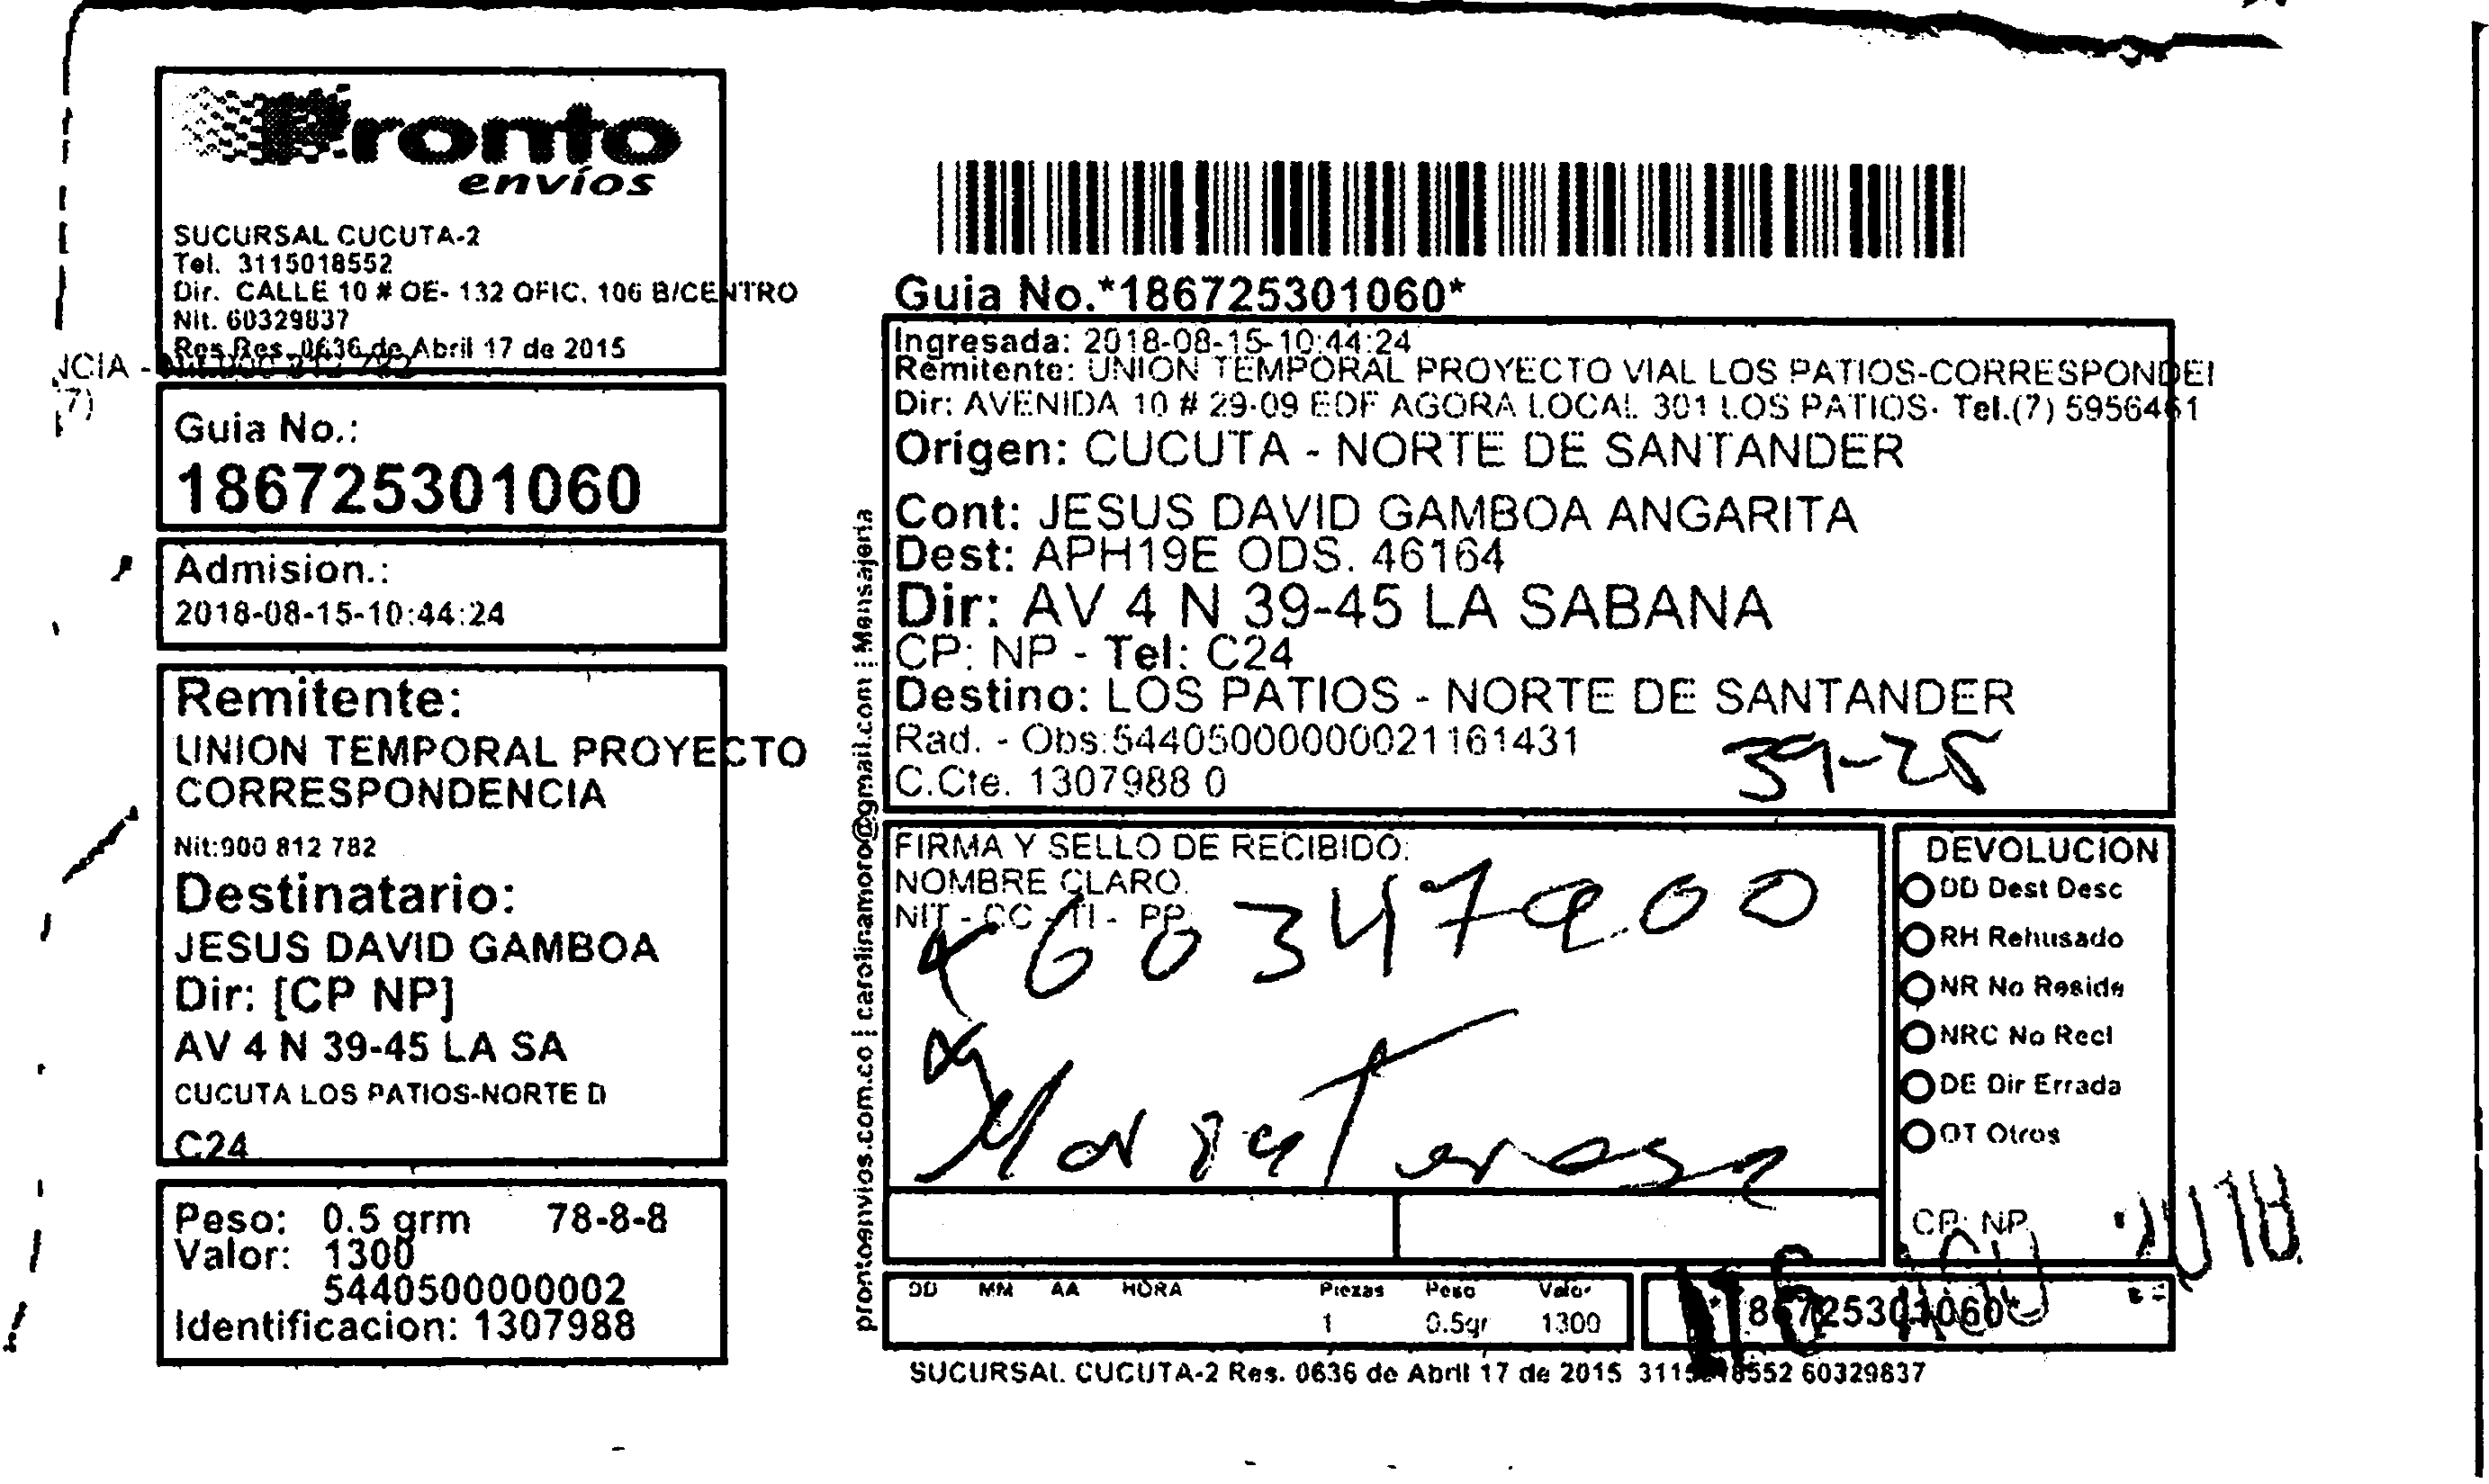 Pronto
envíos
SUCURSAL CUCUTA-2
Tel. 3115018552
Dir. CALLE 10 # OE- 132 OFIC. 106 B/CENTRO
Nit. 60329837
Res Res. 0636 de Abril 17 de 2015
NCIA -
7)
Guia No.:
186725301060
Admision.:
2018-08-15-10:44:24
Remitente:
UNION TEMPORAL PROYECTO
CORRESPONDENCIA
Nit:900 812 782
Destinatario:
JESUS DAVID GAMBOA
Dir: [CP NP]
AV 4 N 39-45 LA SA
CUCUTA LOS PATIOS-NORTE D
C24
Peso: 0.5 grm 78-8-8
Valor: 1300
5440500000002
Identificacion: 1307988
prontoenvios.com.co | carolinamoro@gmail.com | Mensajeria
Guia No.*186725301060*
Ingresada: 2018-08-15-10:44:24
Remitente: UNION TEMPORAL PROYECTO VIAL LOS PATIOS-CORRESPONDEI
Dir: AVENIDA 10 # 29-09 EDF AGORA LOCAL 301 LOS PATIOS- Tel.(7) 5956461
Origen: CUCUTA - NORTE DE SANTANDER
Cont: JESUS DAVID GAMBOA ANGARITA
Dest: APH19E ODS. 46164
Dir: AV 4 N 39-45 LA SABANA
CP: NP - Tel: C24
Destino: LOS PATIOS - NORTE DE SANTANDER
Rad. - Obs:544050000000021161431
C.Cte. 1307988 0
39-25
FIRMA Y SELLO DE RECIBIDO:
NOMBRE CLARO.
NIT - CC - TI - PP.
60347900
Maria Teresa
DEVOLUCION
DD Dest Desc
RH Rehusado
NR No Reside
NRC No Recl
DE Dir Errada
OT Otros
CP: NP
DD MM AA HORA Piezas Peso Valor
1 0.5gr 1300
*186725301060*
SUCURSAL CUCUTA-2 Res. 0636 de Abril 17 de 2015 3115018552 60329837